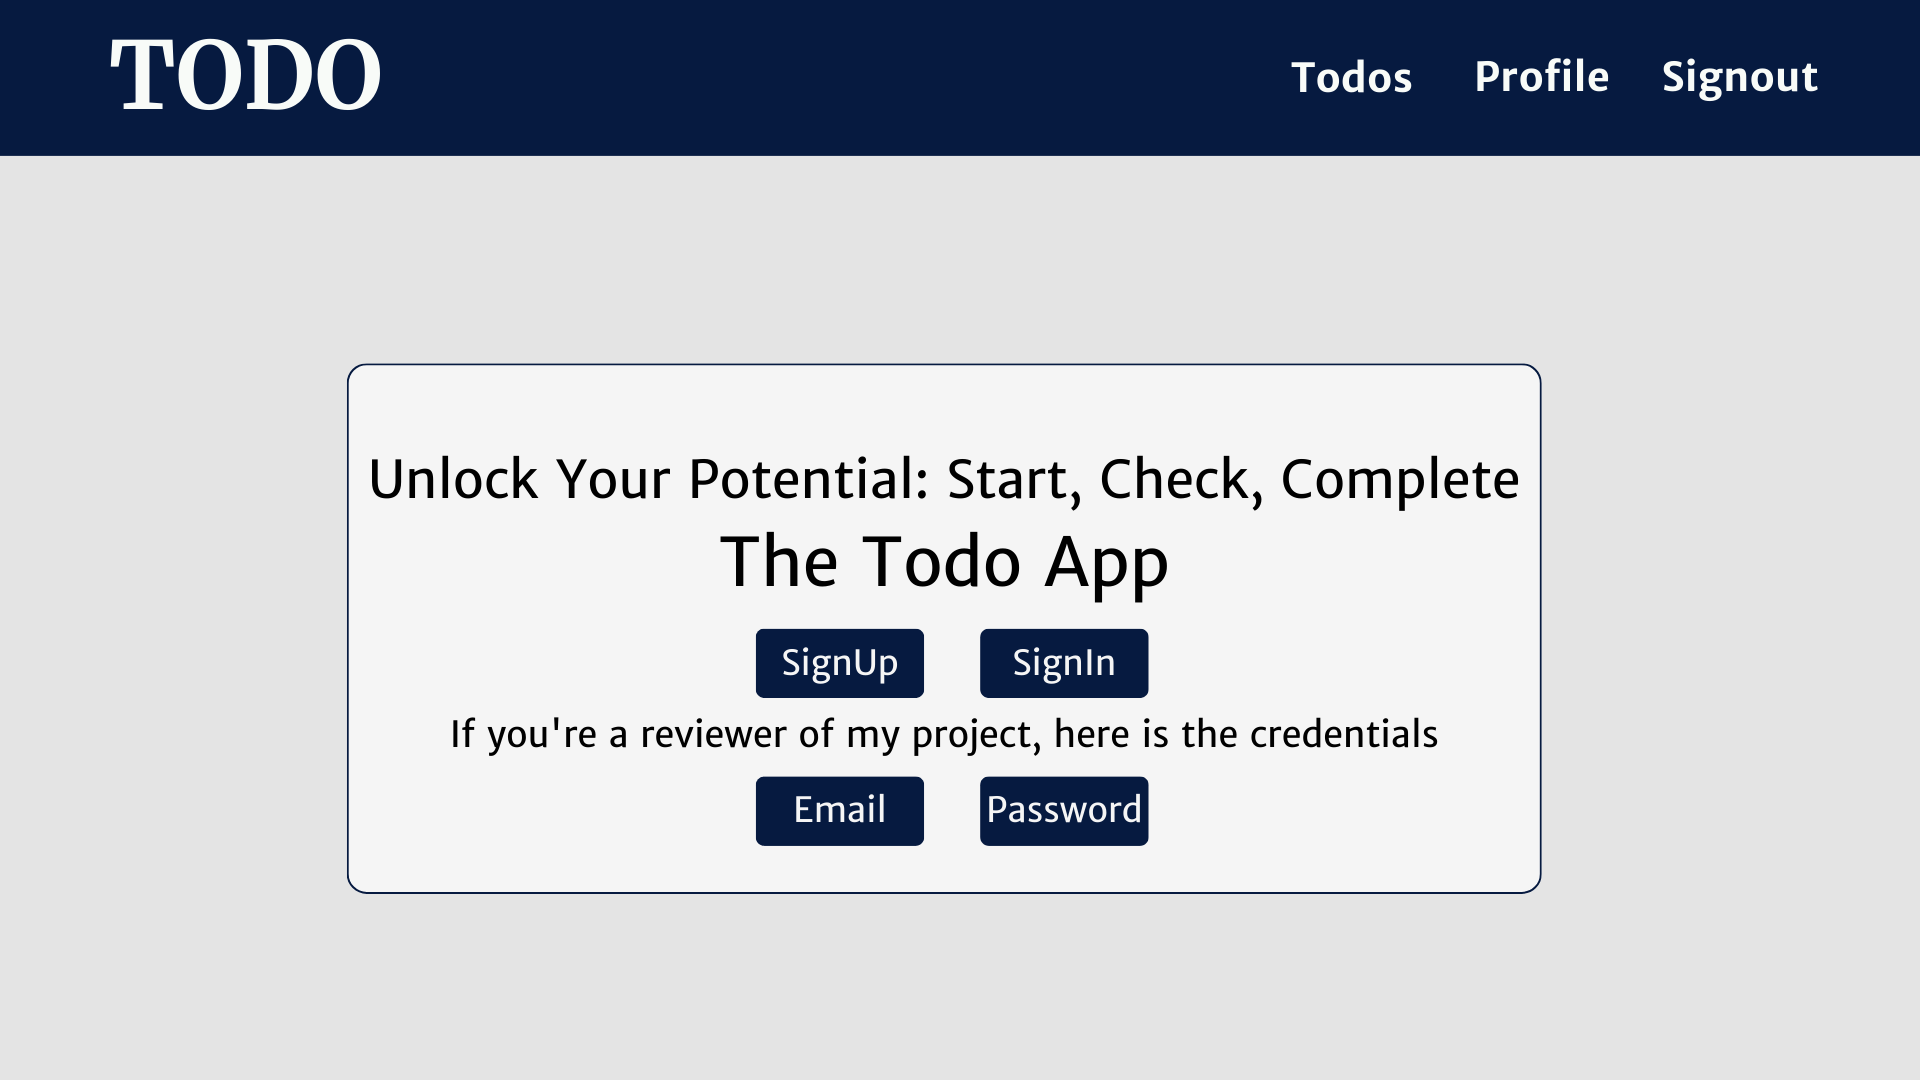 TODO
Todos Profile Signout
Unlock Your Potential: Start, Check, Complete
The Todo App
SignUp SignIn
If you're a reviewer of my project, here is the credentials
Email Password